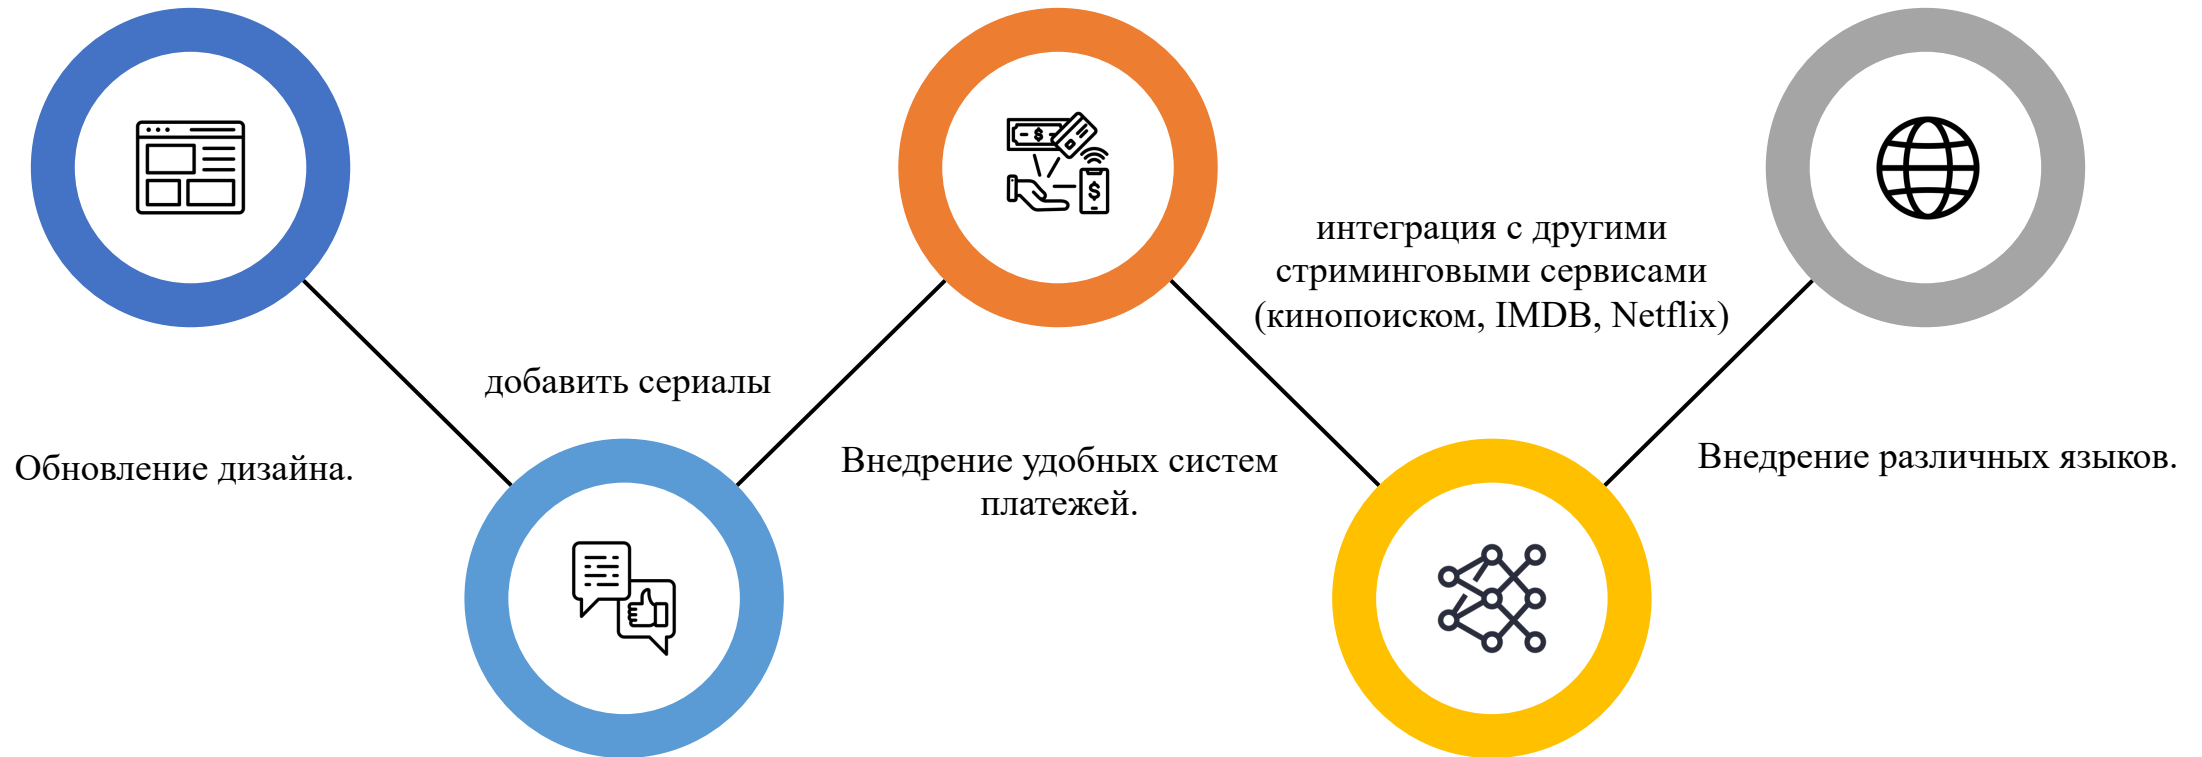 Обновление дизайна.
добавить сериалы
Внедрение удобных систем
платежей.
интеграция с другими
стриминговыми сервисами
(кинопоиском, IMDB, Netflix)
Внедрение различных языков.